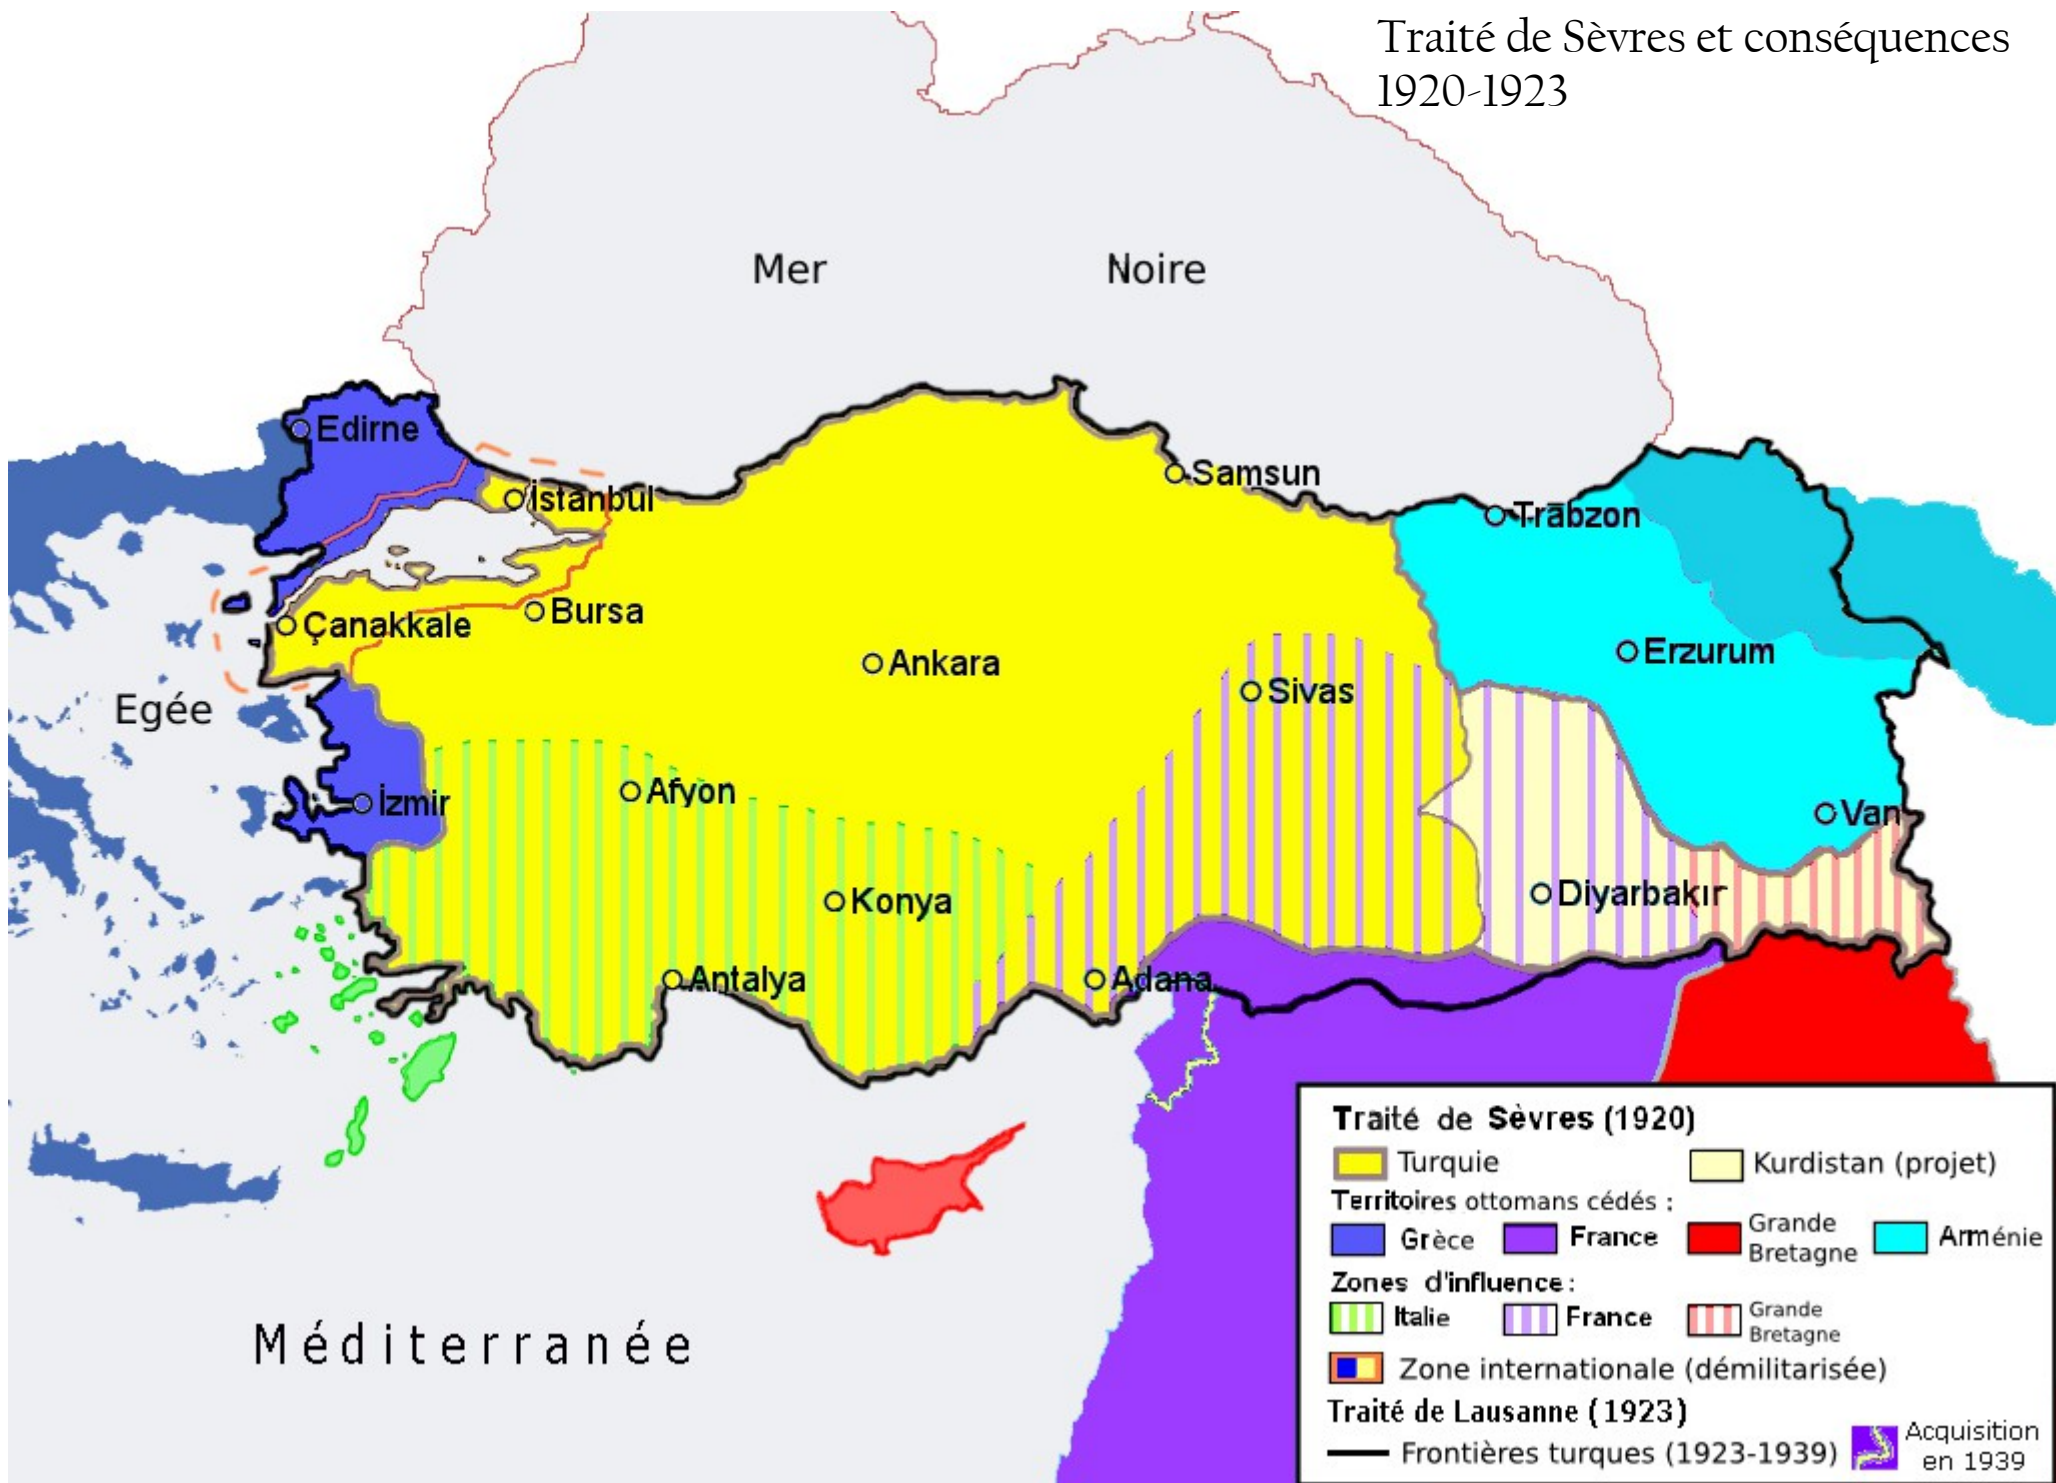 Traité de Sèvres et conséquences
1920-1923
Mer Noire
Edirne
İstanbul
Samsun
Trabzon
Çanakkale
Bursa
Ankara
Erzurum
Egée
Sivas
İzmir
Afyon
Van
Konya
Diyarbakır
Antalya
Adana
Méditerranée
Traité de Sèvres (1920)
Turquie
Kurdistan (projet)
Territoires ottomans cédés :
Grèce
France
Grande
Bretagne
Arménie
Zones d'influence :
Italie
France
Grande
Bretagne
Zone internationale (démilitarisée)
Traité de Lausanne (1923)
Frontières turques (1923-1939)
Acquisition
en 1939